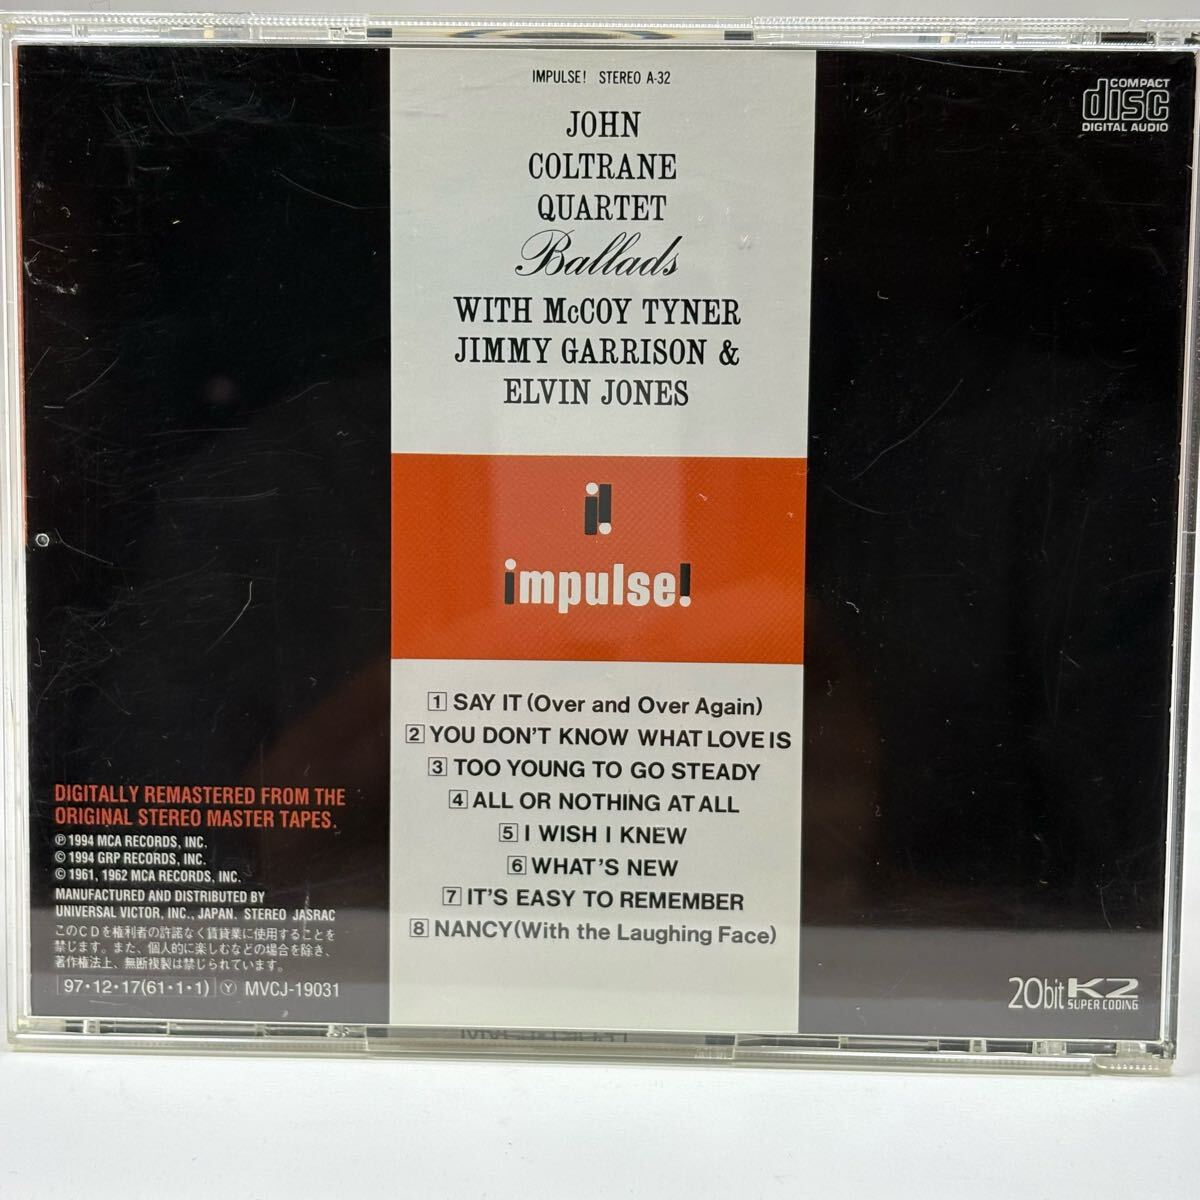 IMPULSE! STEREO A-32
JOHN
COLTRANE
QUARTET
Ballads
WITH McCOY TYNER
JIMMY GARRISON &
ELVIN JONES
COMPACT
disc
DIGITAL AUDIO
i!
impulse!
1 SAY IT (Over and Over Again)
2 YOU DON'T KNOW WHAT LOVE IS
3 TOO YOUNG TO GO STEADY
4 ALL OR NOTHING AT ALL
5 I WISH I KNEW
6 WHAT'S NEW
7 IT'S EASY TO REMEMBER
8 NANCY (With the Laughing Face)
DIGITALLY REMASTERED FROM THE
ORIGINAL STEREO MASTER TAPES.
℗ 1994 MCA RECORDS, INC.
© 1994 GRP RECORDS, INC.
© 1961, 1962 MCA RECORDS, INC.
MANUFACTURED AND DISTRIBUTED BY
UNIVERSAL VICTOR, INC., JAPAN. STEREO JASRAC
このCDを権利者の許諾なく賃貸業に使用することを
禁じます。また、個人的に楽しむなどの場合を除き、
著作権法上、無断複製は禁じられています。
97・12・17(61・1・1) Ⓨ MVCJ-19031
20bit K2
SUPER CODING